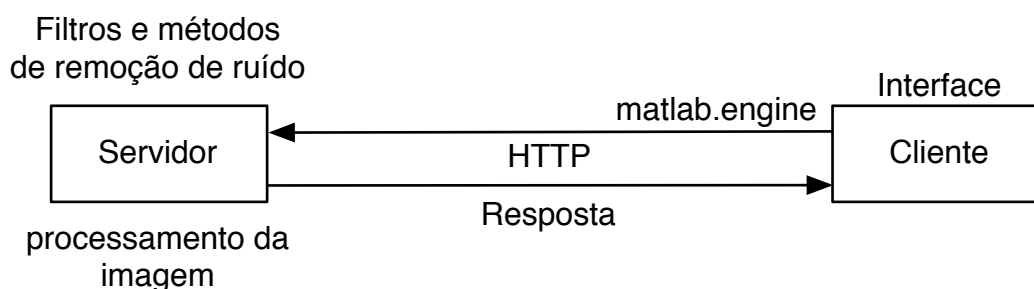 Filtros e métodos
de remoção de ruído
Servidor
processamento da
imagem
matlab.engine
HTTP
Resposta
Interface
Cliente